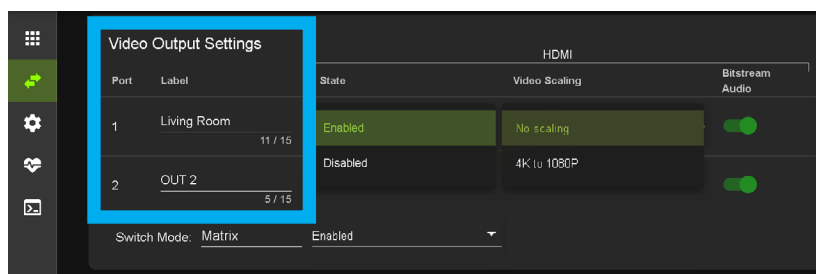 Video Output Settings
HDMI
Port Label State Video Scaling Bitstream
Audio
1 Living Room Enabled No scaling
11 / 15
Disabled 4K to 1080P
2 OUT 2
5 / 15
Switch Mode: Matrix Enabled